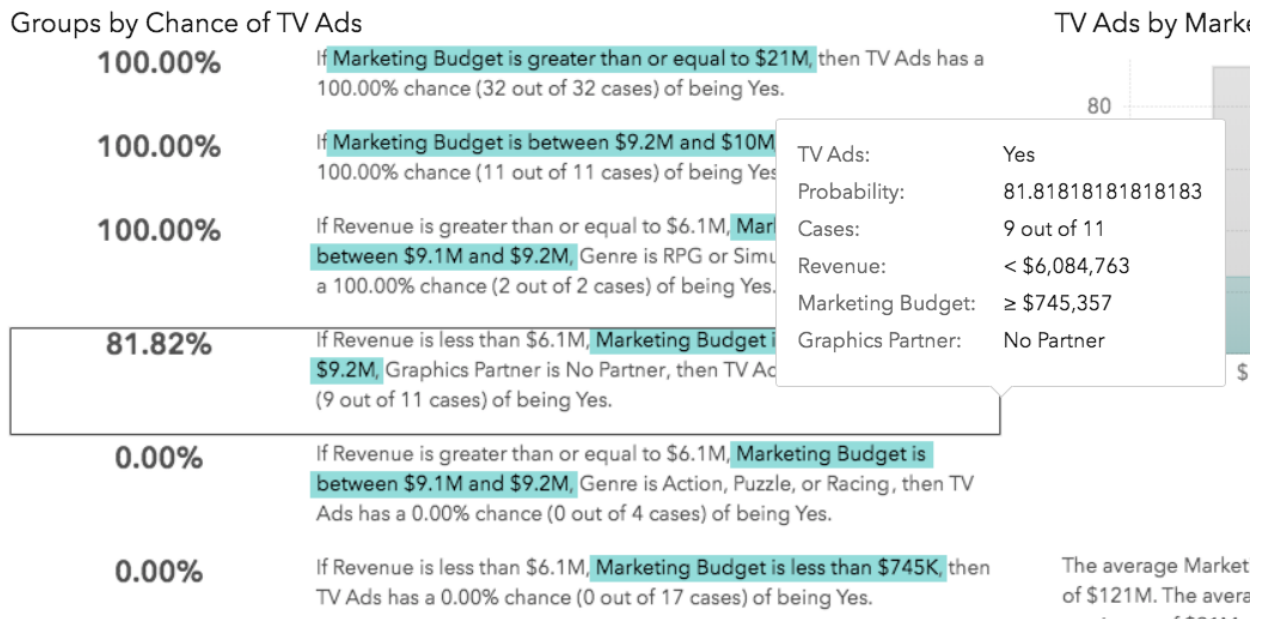 Groups by Chance of TV Ads
100.00%
If Marketing Budget is greater than or equal to $21M, then TV Ads has a
100.00% chance (32 out of 32 cases) of being Yes.
100.00%
If Marketing Budget is between $9.2M and $10M
100.00% chance (11 out of 11 cases) of being
100.00%
If Revenue is greater than or equal to $6.1M,
between $9.1M and $9.2M, Genre is RPG or
a 100.00% chance (2 out of 2 cases) of being Yes.
81.82%
If Revenue is less than $6.1M, Marketing Budget
$9.2M, Graphics Partner is No Partner, then TV
(9 out of 11 cases) of being Yes.
0.00%
If Revenue is greater than or equal to $6.1M, Marketing Budget is
between $9.1M and $9.2M, Genre is Action, Puzzle, or Racing, then TV
Ads has a 0.00% chance (0 out of 4 cases) of being Yes.
0.00%
If Revenue is less than $6.1M, Marketing Budget is less than $745K, then
TV Ads has a 0.00% chance (0 out of 17 cases) of being Yes.
TV Ads: Yes
Probability: 81.81818181818183
Cases: 9 out of 11
Revenue: < $6,084,763
Marketing Budget: ≥ $745,357
Graphics Partner: No Partner
TV Ads by
80
$
The average
of $121M. The